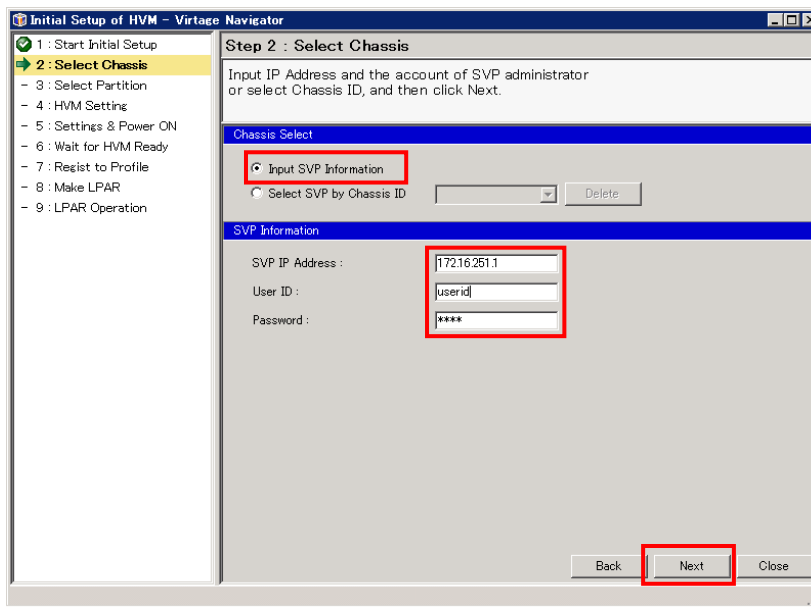 Initial Setup of HVM - Virtage Navigator
1 : Start Initial Setup
2 : Select Chassis
- 3 : Select Partition
- 4 : HVM Setting
- 5 : Settings & Power ON
- 6 : Wait for HVM Ready
- 7 : Regist to Profile
- 8 : Make LPAR
- 9 : LPAR Operation
Step 2 : Select Chassis
Input IP Address and the account of SVP administrator
or select Chassis ID, and then click Next.
Chassis Select
Input SVP Information
Select SVP by Chassis ID
Delete
SVP Information
SVP IP Address : 172.16.251.1
User ID : userid
Password : ****
Back Next Close